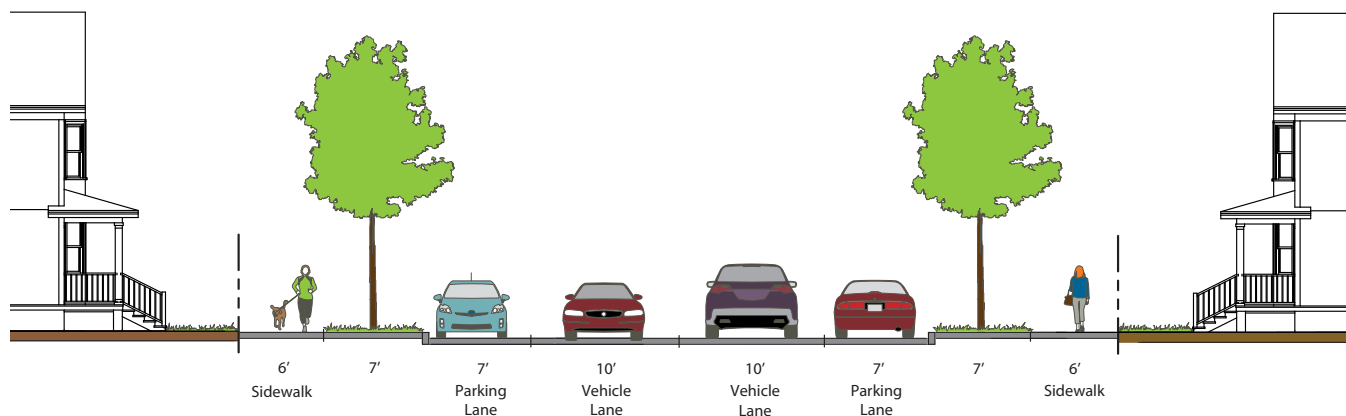 6’ 7’ 7’ 10’ 10’ 7’ 7’ 6’
Sidewalk Parking Vehicle Vehicle Parking Sidewalk
Lane Lane Lane Lane